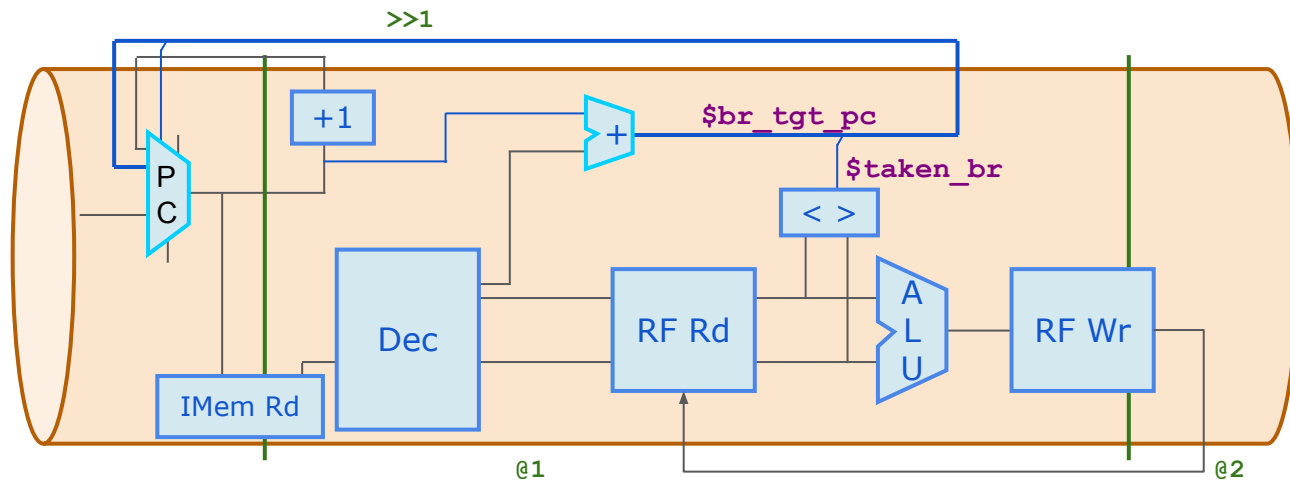 >>1
+1
+
$br_tgt_pc
$taken_br
P
C
< >
Dec
RF Rd
A
L
U
RF Wr
IMem Rd
@1
@2